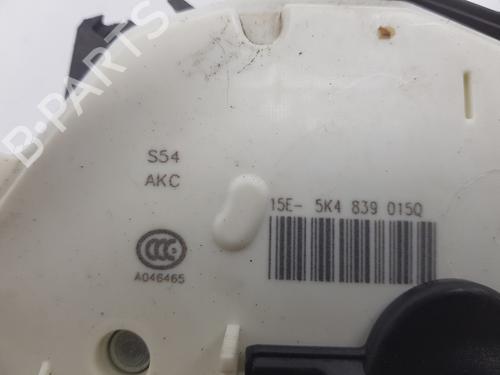 B-PARTS
S54
AKC
15E- 5K4 839 015Q
CCC
A046465